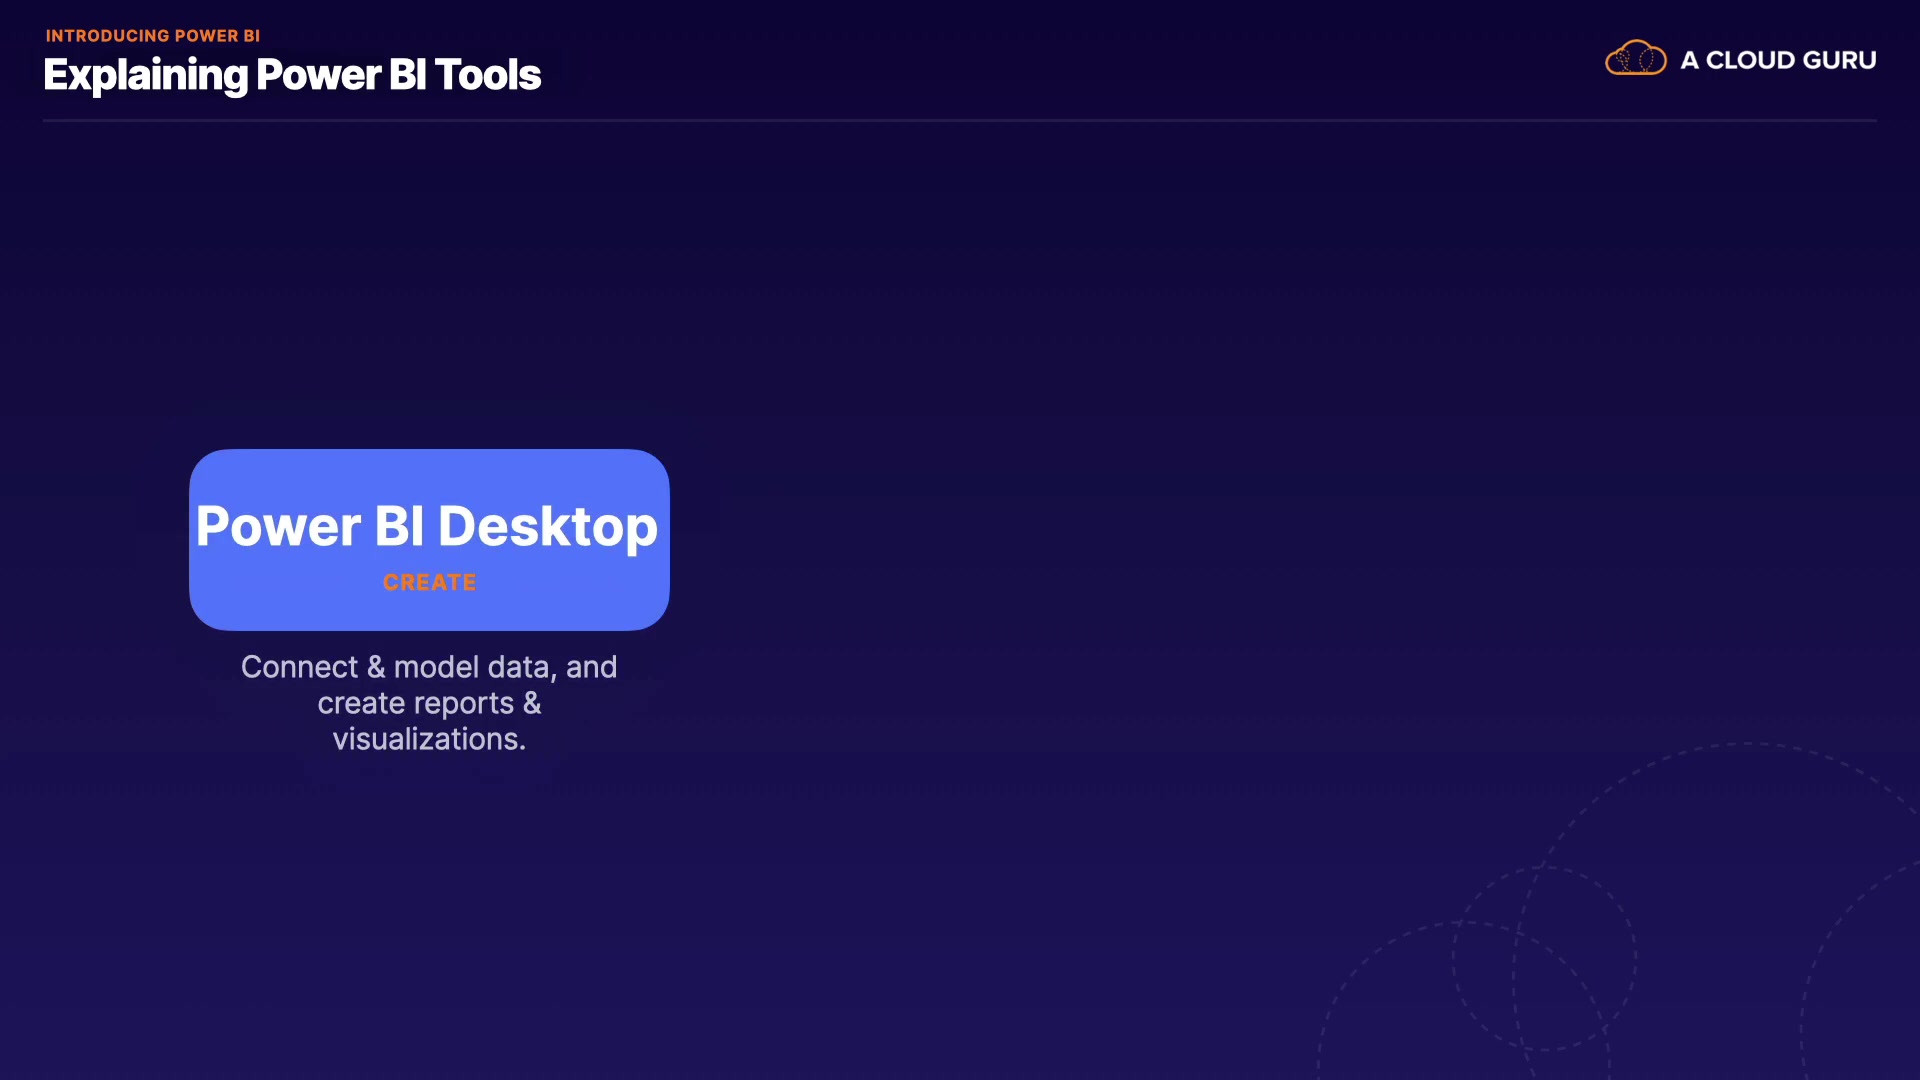 INTRODUCING POWER BI
Explaining Power BI Tools
A CLOUD GURU
Power BI Desktop
CREATE
Connect & model data, and
create reports &
visualizations.